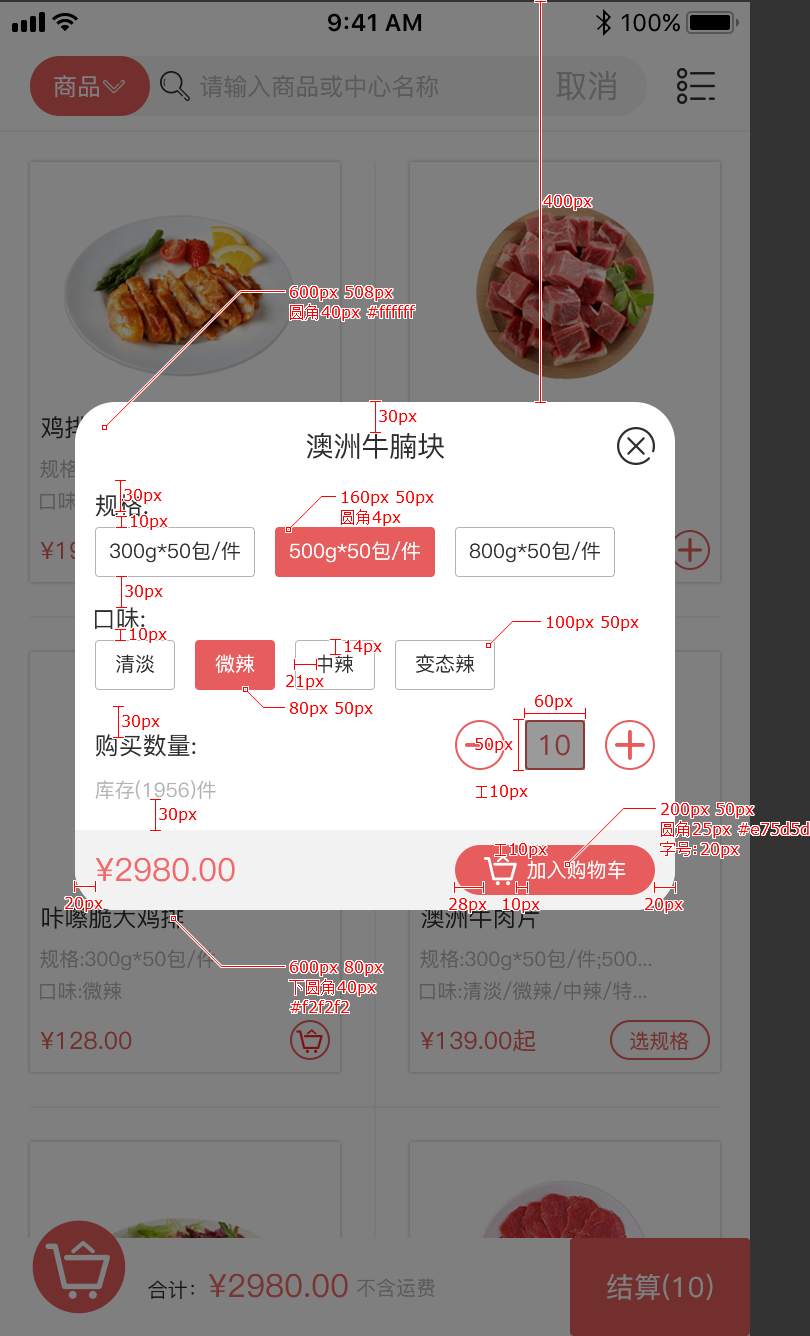 9:41 AM
100%
商品
请输入商品或中心名称
取消
400px
600px 508px
圆角40px #ffffff
鸡排
30px
澳洲牛腩块
规格
口味
30px
规格:
160px 50px
圆角4px
10px
¥19
300g*50包/件
500g*50包/件
800g*50包/件
30px
口味:
100px 50px
10px
14px
清淡
微辣
中辣
变态辣
21px
80px 50px
60px
30px
购买数量:
50px
10
库存(1956)件
10px
30px
200px 50px
圆角25px #e75d5d
字号:20px
10px
¥2980.00
加入购物车
20px
28px
10px
20px
咔嚓脆大鸡排
澳洲牛肉片
规格:300g*50包/件
规格:300g*50包/件;500...
600px 80px
下圆角40px
#f2f2f2
口味:微辣
口味:清淡/微辣/中辣/特...
¥128.00
¥139.00起
选规格
合计：
¥2980.00
不含运费
结算(10)